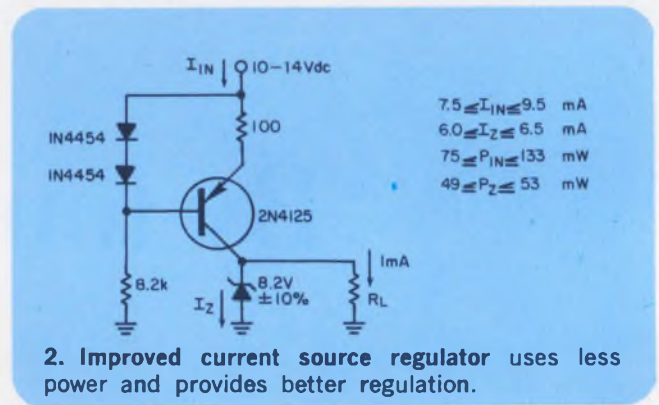 I_IN 10–14Vdc
7.5≤I_IN≤9.5 mA
6.0≤I_Z≤6.5 mA
75≤P_IN≤133 mW
49≤P_Z≤53 mW
IN4454
100
IN4454
2N4125
8.2k
8.2V
±10%
I_Z
1mA
R_L
2. Improved current source regulator uses less
power and provides better regulation.